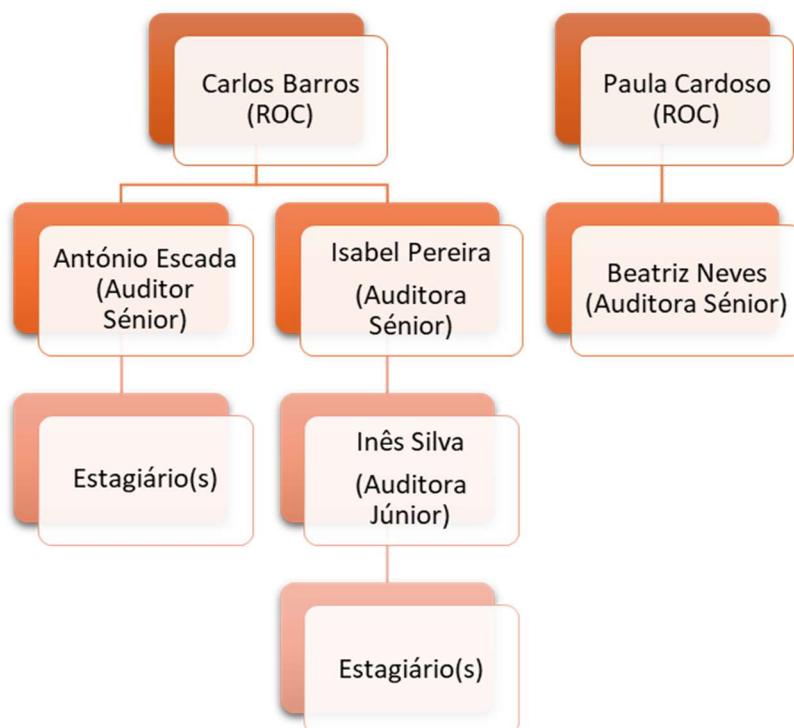 Carlos Barros
(ROC)
Paula Cardoso
(ROC)
António Escada
(Auditor
Sénior)
Isabel Pereira
(Auditora
Sénior)
Beatriz Neves
(Auditora Sénior)
Estagiário(s)
Inês Silva
(Auditora
Júnior)
Estagiário(s)